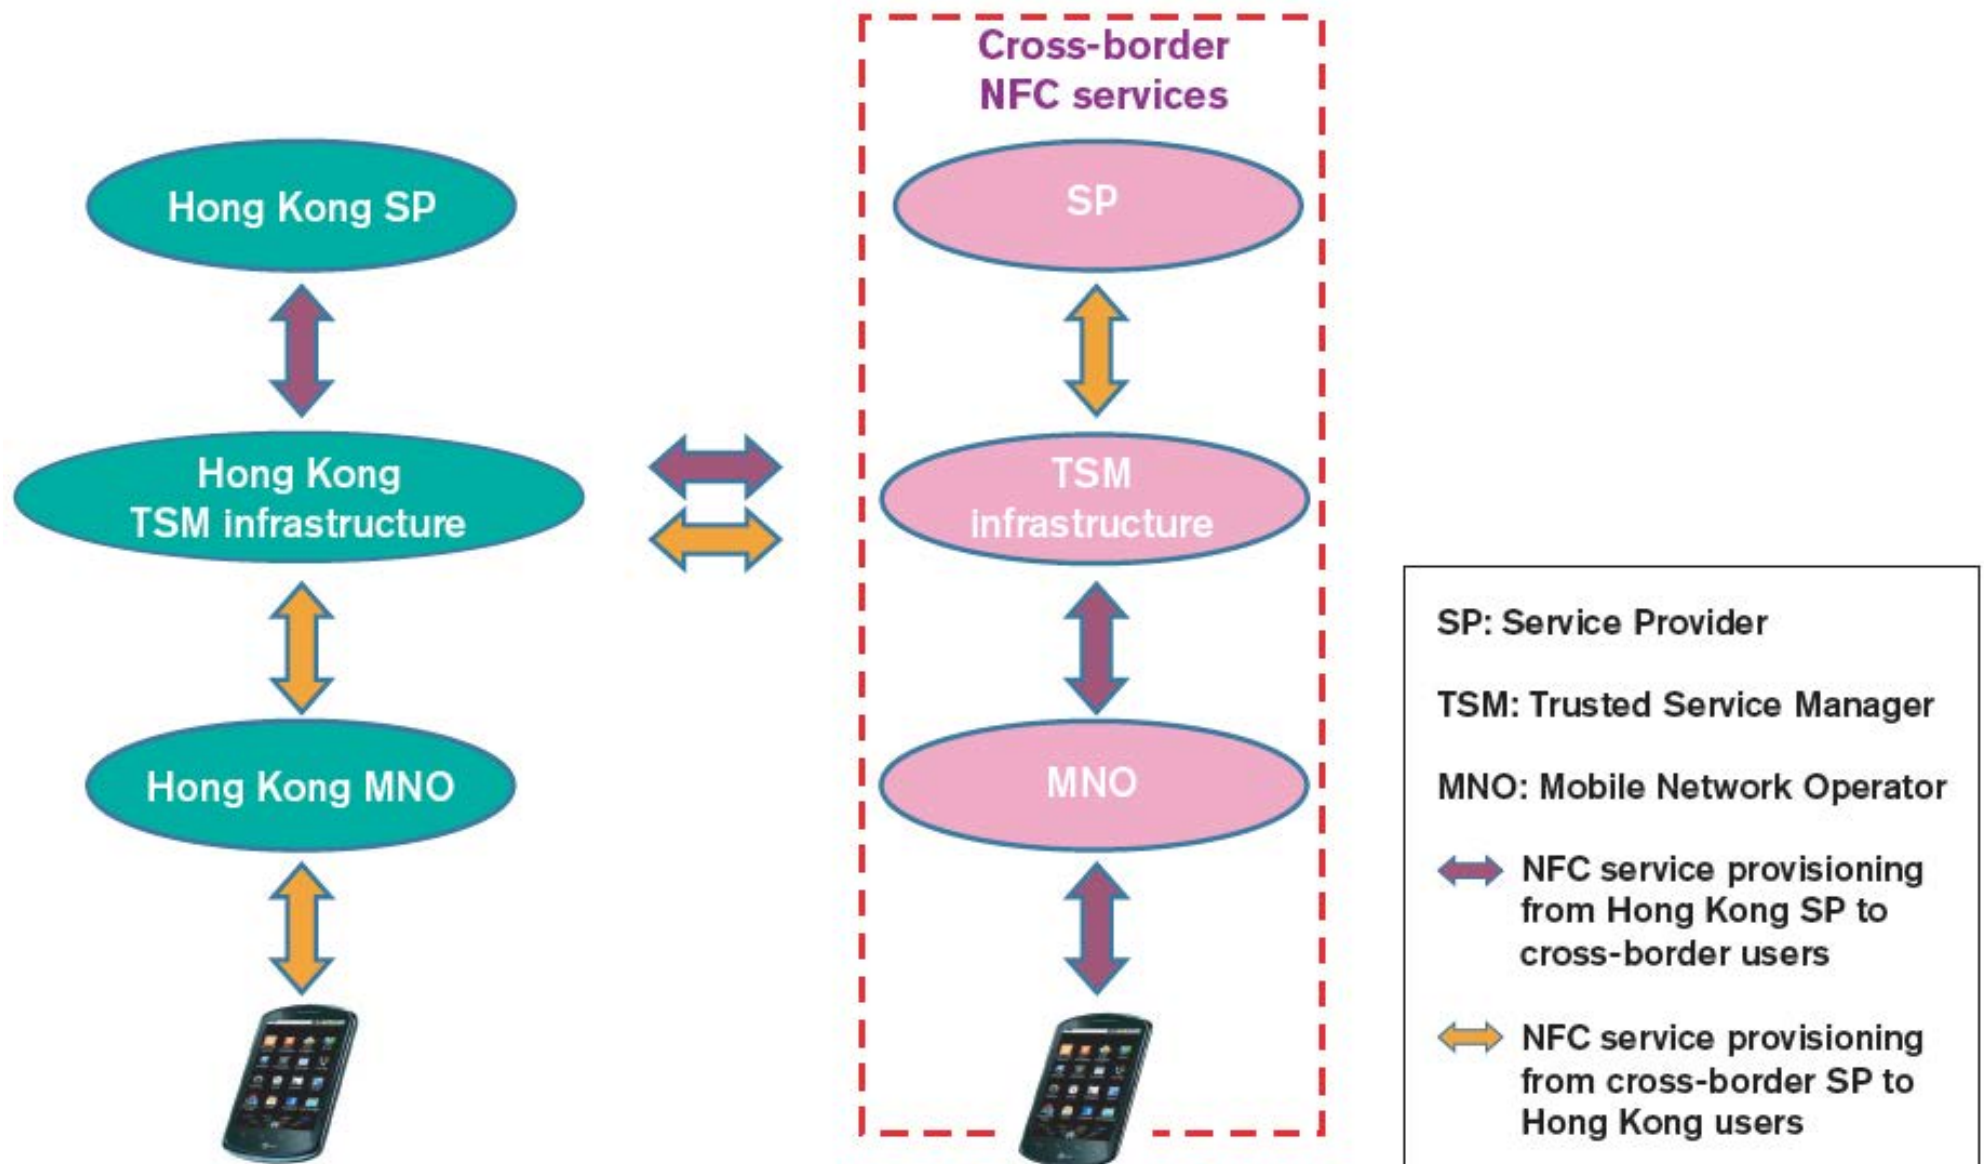 Cross-border
NFC services
Hong Kong SP
SP
Hong Kong
TSM infrastructure
TSM
infrastructure
Hong Kong MNO
MNO
SP: Service Provider
TSM: Trusted Service Manager
MNO: Mobile Network Operator
NFC service provisioning
from Hong Kong SP to
cross-border users
NFC service provisioning
from cross-border SP to
Hong Kong users